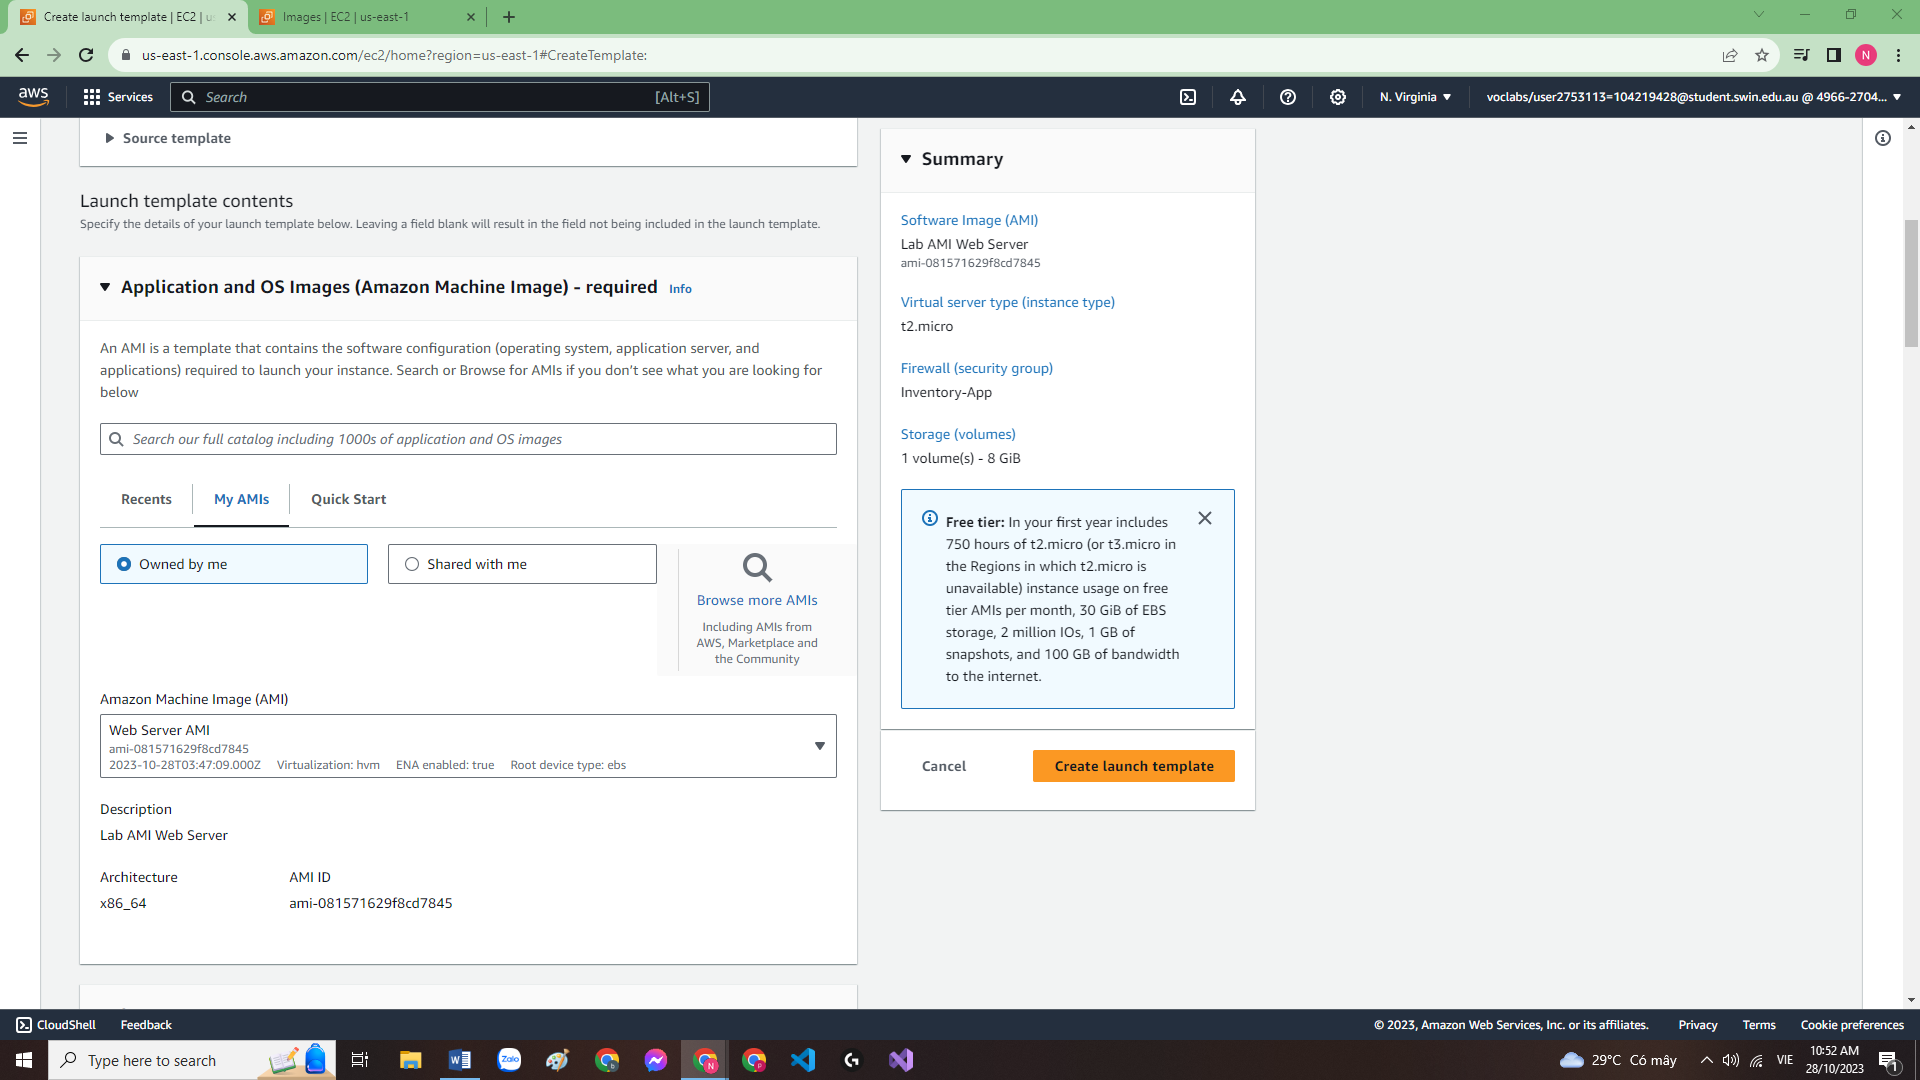 Create launch template | EC2 | us
Images | EC2 | us-east-1
us-east-1.console.aws.amazon.com/ec2/home?region=us-east-1#CreateTemplate:
N
aws
Services
Search
[Alt+S]
N. Virginia
voclabs/user2753113=104219428@student.swin.edu.au @ 4966-2704...
Source template
Launch template contents
Specify the details of your launch template below. Leaving a field blank will result in the field not being included in the launch template.
Application and OS Images (Amazon Machine Image) - required Info
An AMI is a template that contains the software configuration (operating system, application server, and
applications) required to launch your instance. Search or Browse for AMIs if you don't see what you are looking for
below
Search our full catalog including 1000s of application and OS images
Recents
My AMIs
Quick Start
Owned by me
Shared with me
Browse more AMIs
Including AMIs from
AWS, Marketplace and
the Community
Amazon Machine Image (AMI)
Web Server AMI
ami-081571629f8cd7845
2023-10-28T03:47:09.000Z Virtualization: hvm ENA enabled: true Root device type: ebs
Description
Lab AMI Web Server
Architecture
AMI ID
x86_64
ami-081571629f8cd7845
Summary
Software Image (AMI)
Lab AMI Web Server
ami-081571629f8cd7845
Virtual server type (instance type)
t2.micro
Firewall (security group)
Inventory-App
Storage (volumes)
1 volume(s) - 8 GiB
Free tier: In your first year includes
750 hours of t2.micro (or t3.micro in
the Regions in which t2.micro is
unavailable) instance usage on free
tier AMIs per month, 30 GiB of EBS
storage, 2 million IOs, 1 GB of
snapshots, and 100 GB of bandwidth
to the internet.
Cancel
Create launch template
CloudShell
Feedback
© 2023, Amazon Web Services, Inc. or its affiliates.
Privacy
Terms
Cookie preferences
Type here to search
Zalo
29°C Có mây
VIE
10:52 AM
28/10/2023
1